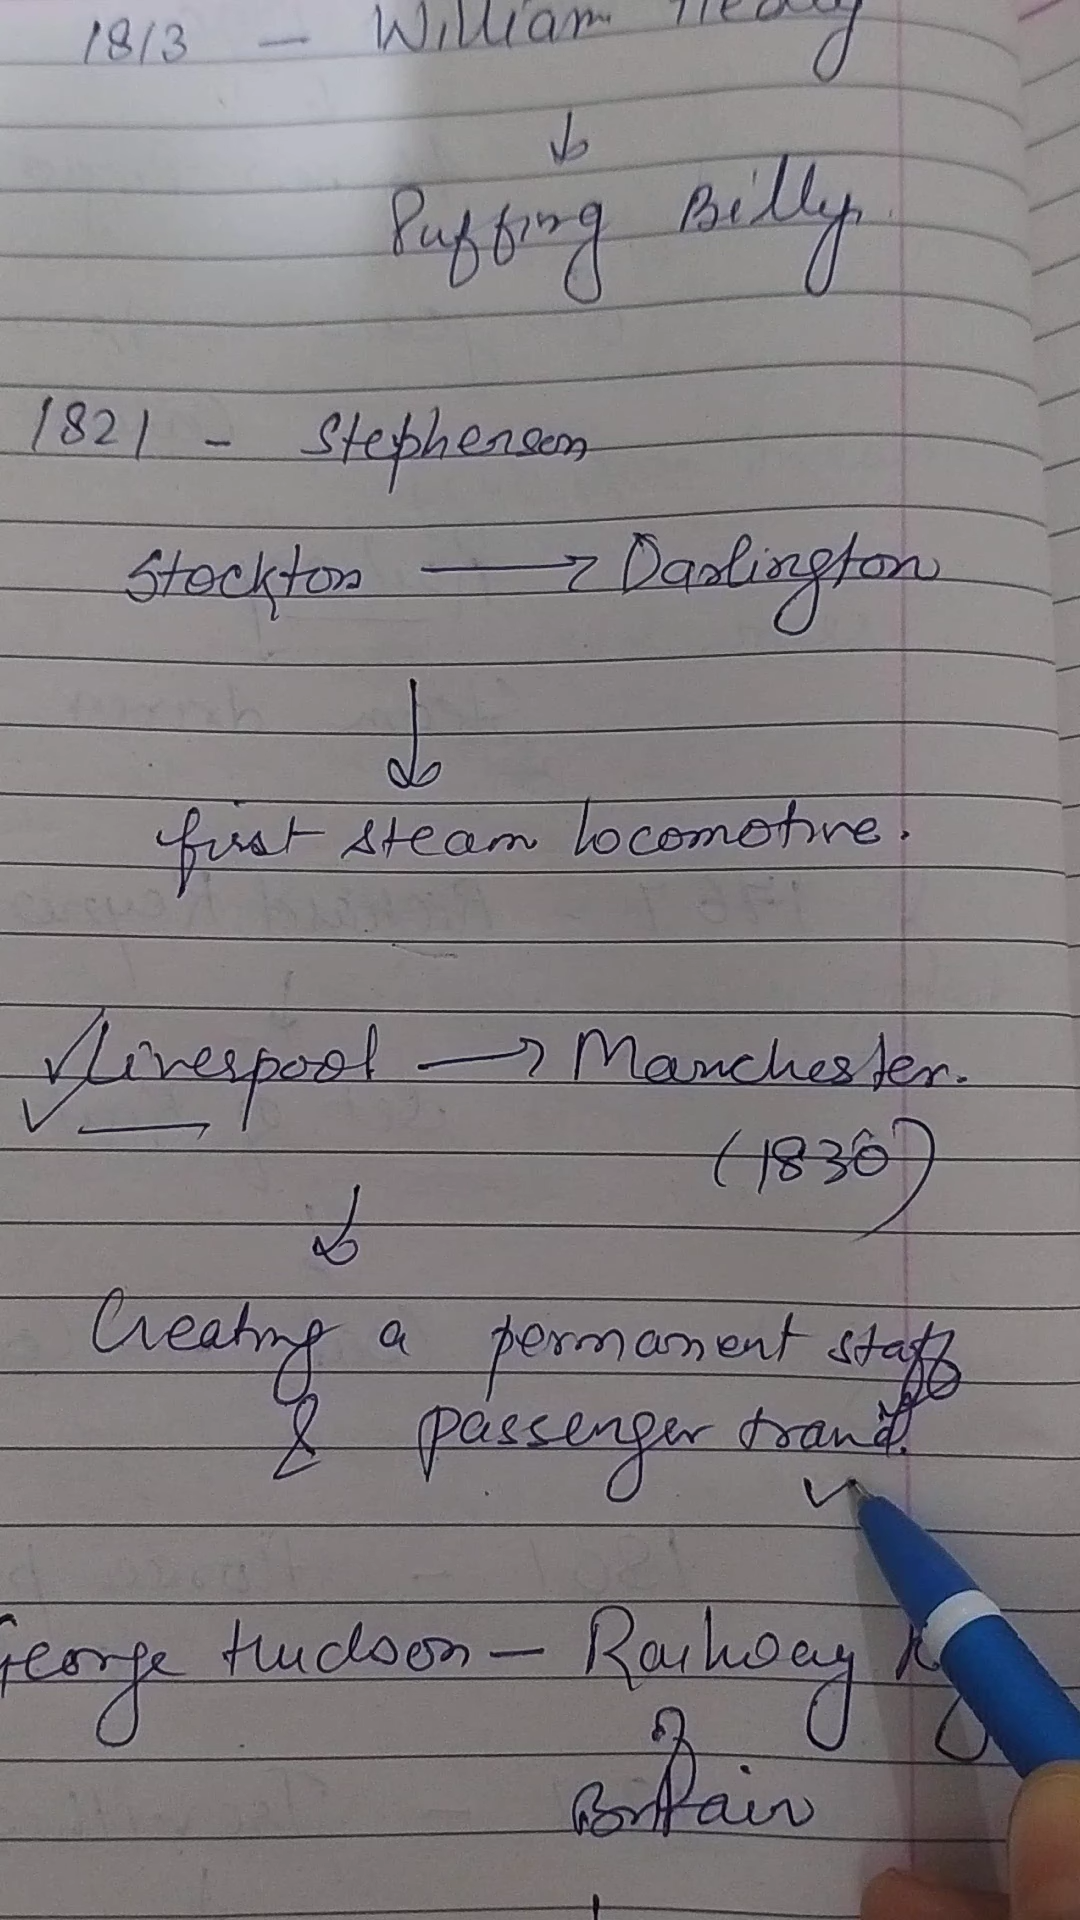 1813 - William Hedly
↓
Puffing Billy.
1821 - Stephenson
Stockton → Darlington
↓
first steam locomotive.
✓ Liverpool → Manchester.
(1830)
↓
Creating a permanent staff
& passenger
George Hudson - Railway
of
Britain